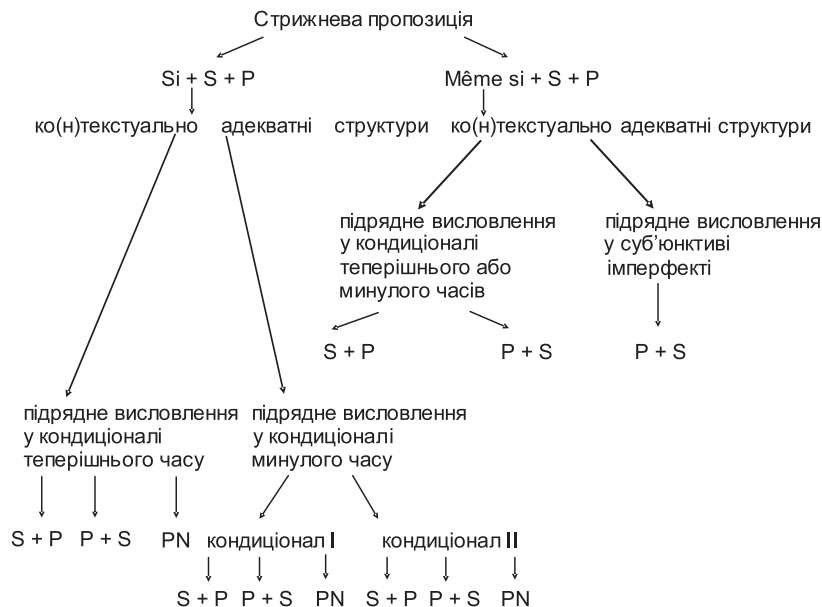 Стрижнева пропозиція
Si + S + P
Même si + S + P
ко(н)текстуально адекватні структури
ко(н)текстуально адекватні структури
підрядне висловлення
у кондиціоналі
теперішнього або
минулого часів
підрядне висловлення
у суб’юнктиві
імперфекті
S + P
P + S
P + S
підрядне висловлення
у кондиціоналі
теперішнього часу
підрядне висловлення
у кондиціоналі
минулого часу
S + P
P + S
PN
кондиціонал I
кондиціонал II
S + P
P + S
PN
S + P
P + S
PN